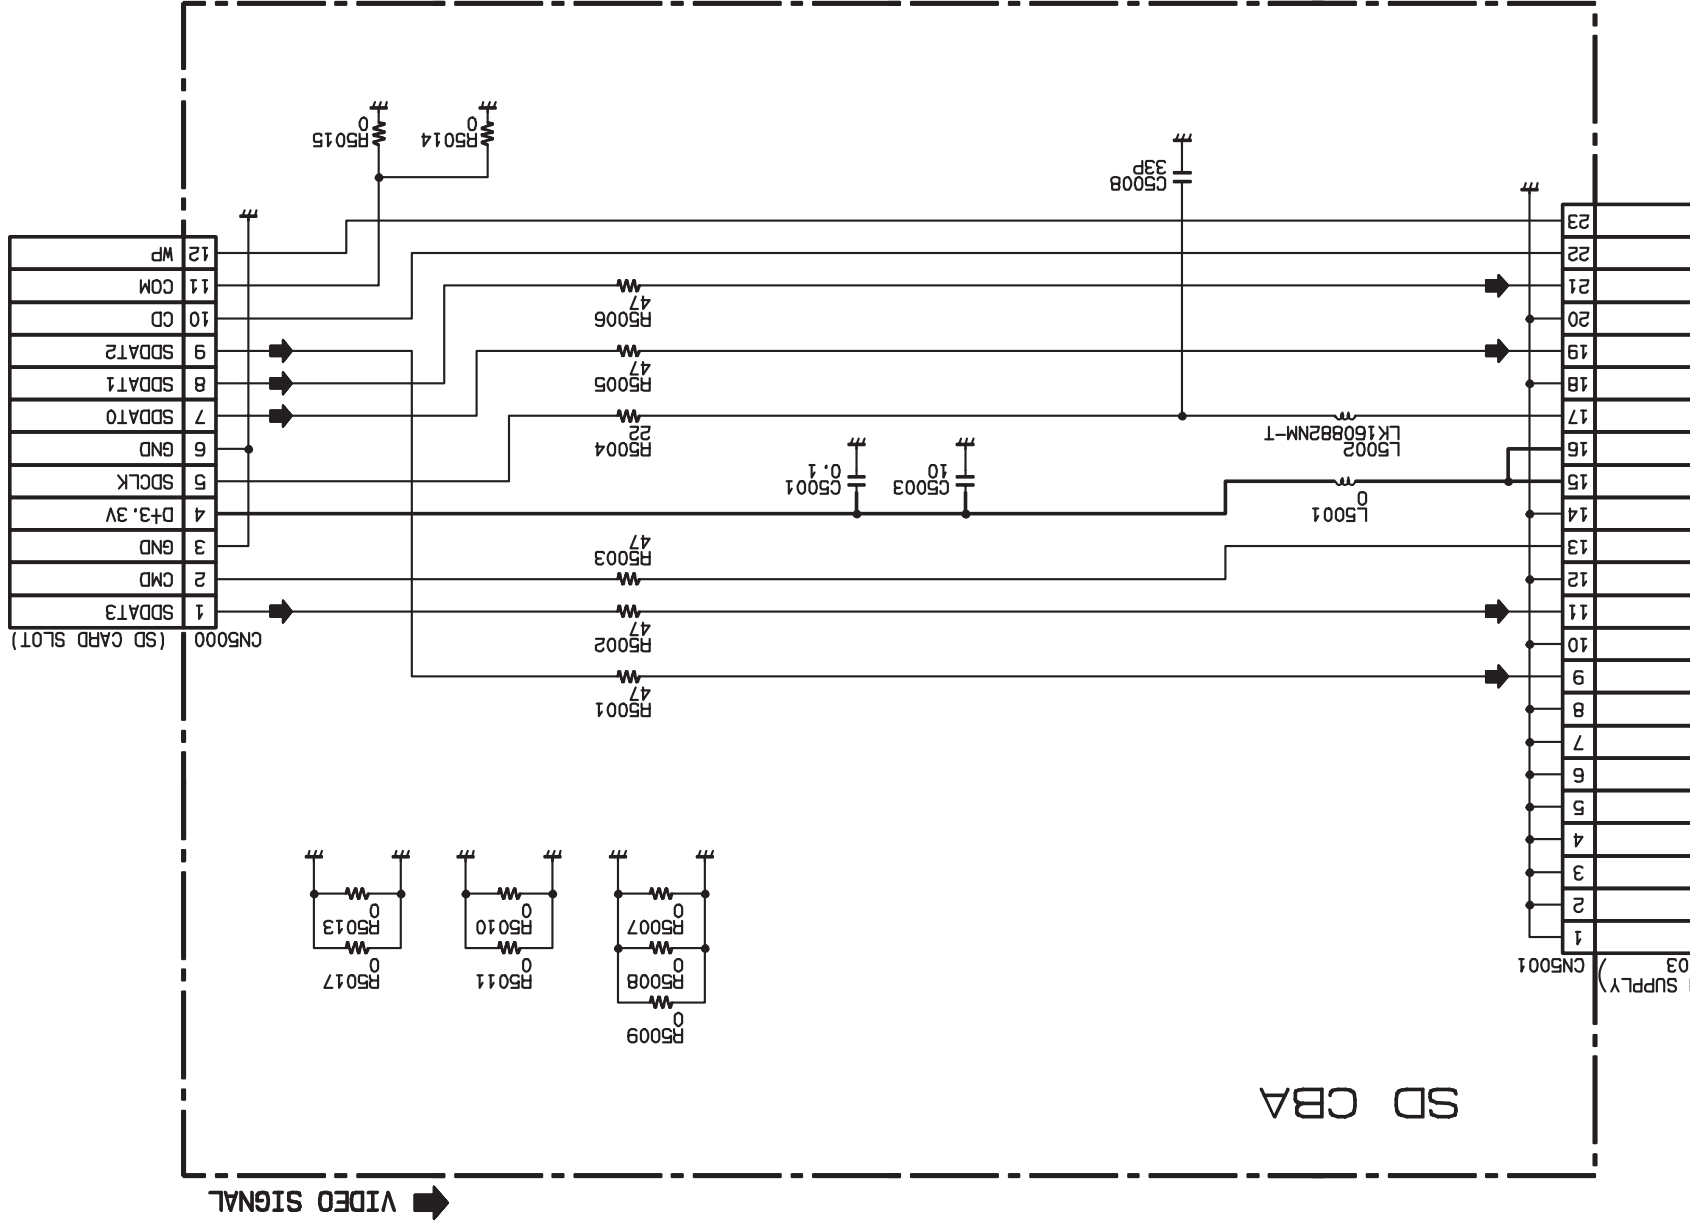 VIDEO SIGNAL
SD CBA
R5009
0
R5008
0
R5007
0
R5011
0
R5010
0
R5017
0
R5013
0
SUPPLY)
03
CN5001
1
2
3
4
5
6
7
8
9
10
11
12
13
14
15
16
17
18
19
20
21
22
23
R5001
47
R5002
47
R5003
47
L5001
0
C5003
10
C5001
0.1
L5002
LK160882NM-T
R5004
22
R5005
47
R5006
47
C5008
33P
R5014
0
R5015
0
CN5000 (SD CARD SLOT)
1 SDDAT3
2 CMD
3 GND
4 D+3.3V
5 SDCLK
6 GND
7 SDDAT0
8 SDDAT1
9 SDDAT2
10 CD
11 COM
12 WP